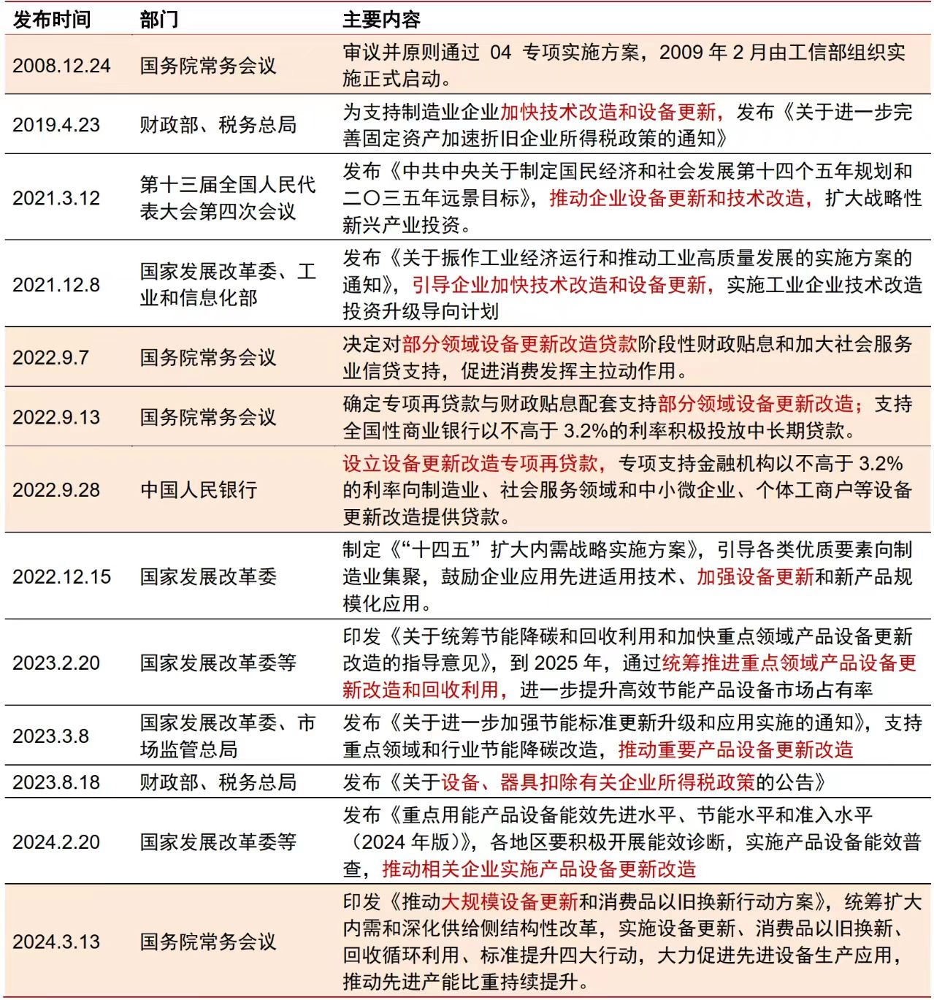 发布时间 部门 主要内容
2008.12.24 国务院常务会议 审议并原则通过 04 专项实施方案，2009 年 2 月由工信部组织实
施正式启动。
2019.4.23 财政部、税务总局 为支持制造业企业加快技术改造和设备更新，发布《关于进一步完
善固定资产加速折旧企业所得税政策的通知》
2021.3.12 第十三届全国人民代
表大会第四次会议
发布《中共中央关于制定国民经济和社会发展第十四个五年规划和
二〇三五年远景目标》，推动企业设备更新和技术改造，扩大战略性
新兴产业投资。
2021.12.8 国家发展改革委、工
业和信息化部
发布《关于振作工业经济运行和推动工业高质量发展的实施方案的
通知》，引导企业加快技术改造和设备更新，实施工业企业技术改造
投资升级导向计划
2022.9.7 国务院常务会议 决定对部分领域设备更新改造贷款阶段性财政贴息和加大社会服务
业信贷支持，促进消费发挥主拉动作用。
2022.9.13 国务院常务会议 确定专项再贷款与财政贴息配套支持部分领域设备更新改造；支持
全国性商业银行以不高于 3.2%的利率积极投放中长期贷款。
2022.9.28 中国人民银行 设立设备更新改造专项再贷款，专项支持金融机构以不高于 3.2%
的利率向制造业、社会服务领域和中小微企业、个体工商户等设备
更新改造提供贷款。
2022.12.15 国家发展改革委 制定《“十四五”扩大内需战略实施方案》，引导各类优质要素向制
造业集聚，鼓励企业应用先进适用技术、加强设备更新和新产品规
模化应用。
2023.2.20 国家发展改革委等 印发《关于统筹节能降碳和回收利用和加快重点领域产品设备更新
改造的指导意见》，到 2025 年，通过统筹推进重点领域产品设备更
新改造和回收利用，进一步提升高效节能产品设备市场占有率
2023.3.8 国家发展改革委、市
场监管总局
发布《关于进一步加强节能标准更新升级和应用实施的通知》，支持
重点领域和行业节能降碳改造，推动重要产品设备更新改造
2023.8.18 财政部、税务总局 发布《关于设备、器具扣除有关企业所得税政策的公告》
2024.2.20 国家发展改革委等 发布《重点用能产品设备能效先进水平、节能水平和准入水平
（2024 年版）》，各地区要积极开展能效诊断，实施产品设备能效普
查，推动相关企业实施产品设备更新改造
2024.3.13 国务院常务会议 印发《推动大规模设备更新和消费品以旧换新行动方案》，统筹扩大
内需和深化供给侧结构性改革，实施设备更新、消费品以旧换新、
回收循环利用、标准提升四大行动，大力促进先进设备生产应用，
推动先进产能比重持续提升。